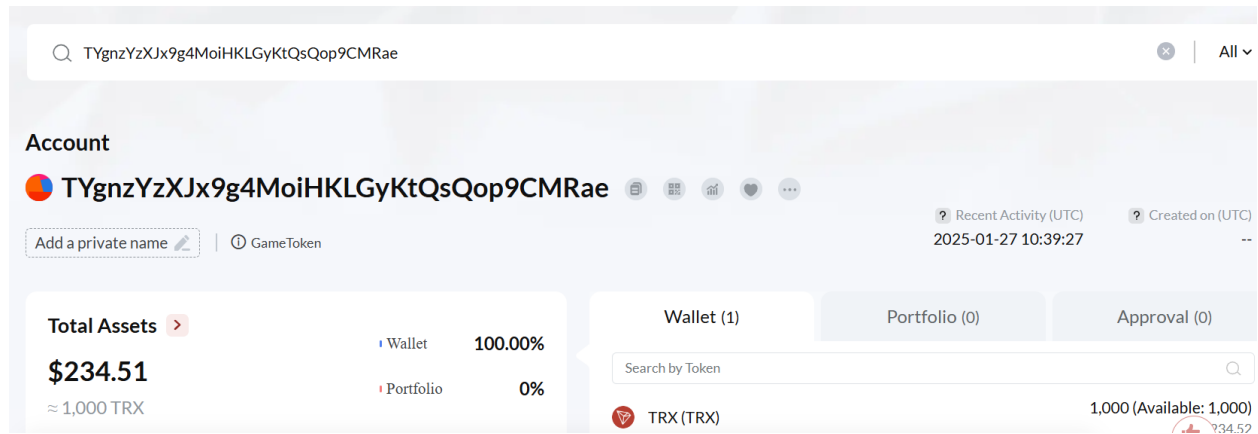 TYgnzYzXJx9g4MoiHKLGyKtQsQop9CMRae
All
Account
TYgnzYzXJx9g4MoiHKLGyKtQsQop9CMRae
? Recent Activity (UTC) ? Created on (UTC)
2025-01-27 10:39:27 --
Add a private name GameToken
Total Assets
Wallet 100.00%
$234.51
Portfolio 0%
≈ 1,000 TRX
Wallet (1) Portfolio (0) Approval (0)
Search by Token
TRX (TRX) 1,000 (Available: 1,000)
234.52